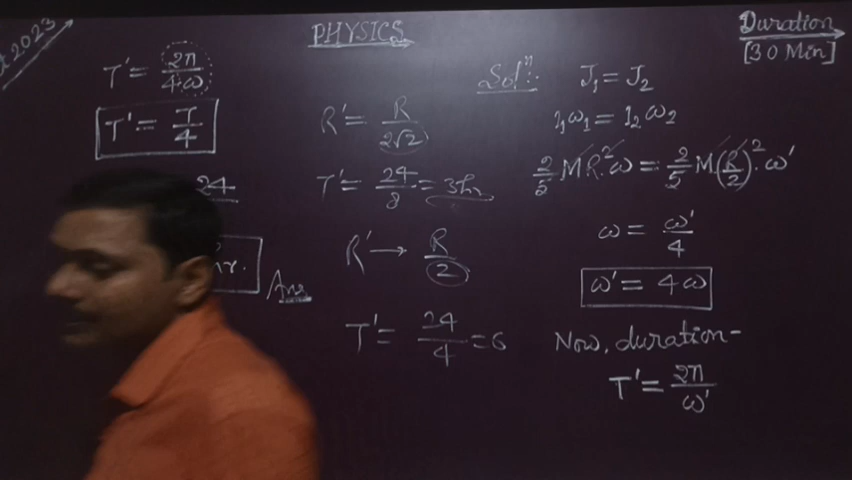 2023
PHYSICS
Duration
[30 Min]
T' = 2π/4ω
T' = T/4
24
hr.
Ans
R' = R/2√2
T' = 24/8 = 3hr
R' → R/2
T' = 24/4 = 6
Solⁿ:-
J₁ = J₂
I₁ω₁ = I₂ω₂
2/5 MR²ω = 2/5 M(R/2)²·ω'
ω = ω'/4
ω' = 4ω
Now, duration-
T' = 2π/ω'